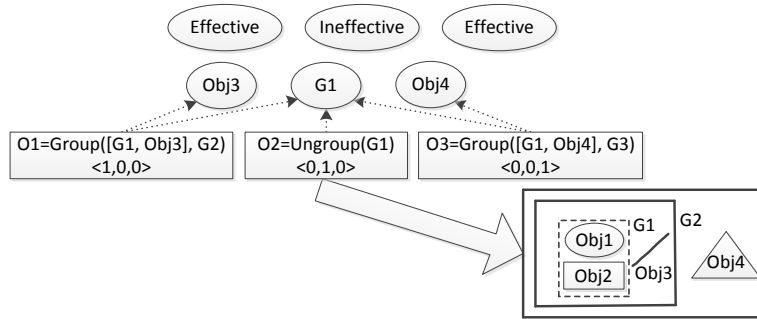 Effective Ineffective Effective
Obj3 G1 Obj4
O1=Group([G1, Obj3], G2) O2=Ungroup(G1) O3=Group([G1, Obj4], G3)
<1,0,0> <0,1,0> <0,0,1>
G1 G2
Obj1
Obj4
Obj2 Obj3